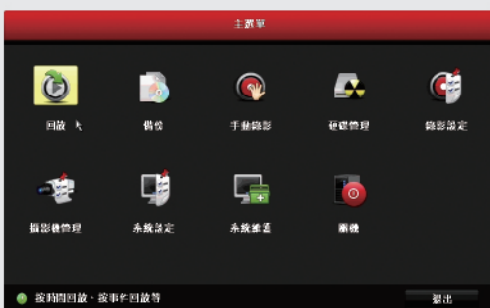 主選單
回放
備份
手動錄影
硬碟管理
錄影設定
攝影機管理
系統設定
系統維護
關機
按時間回放、按事件回放等
退出